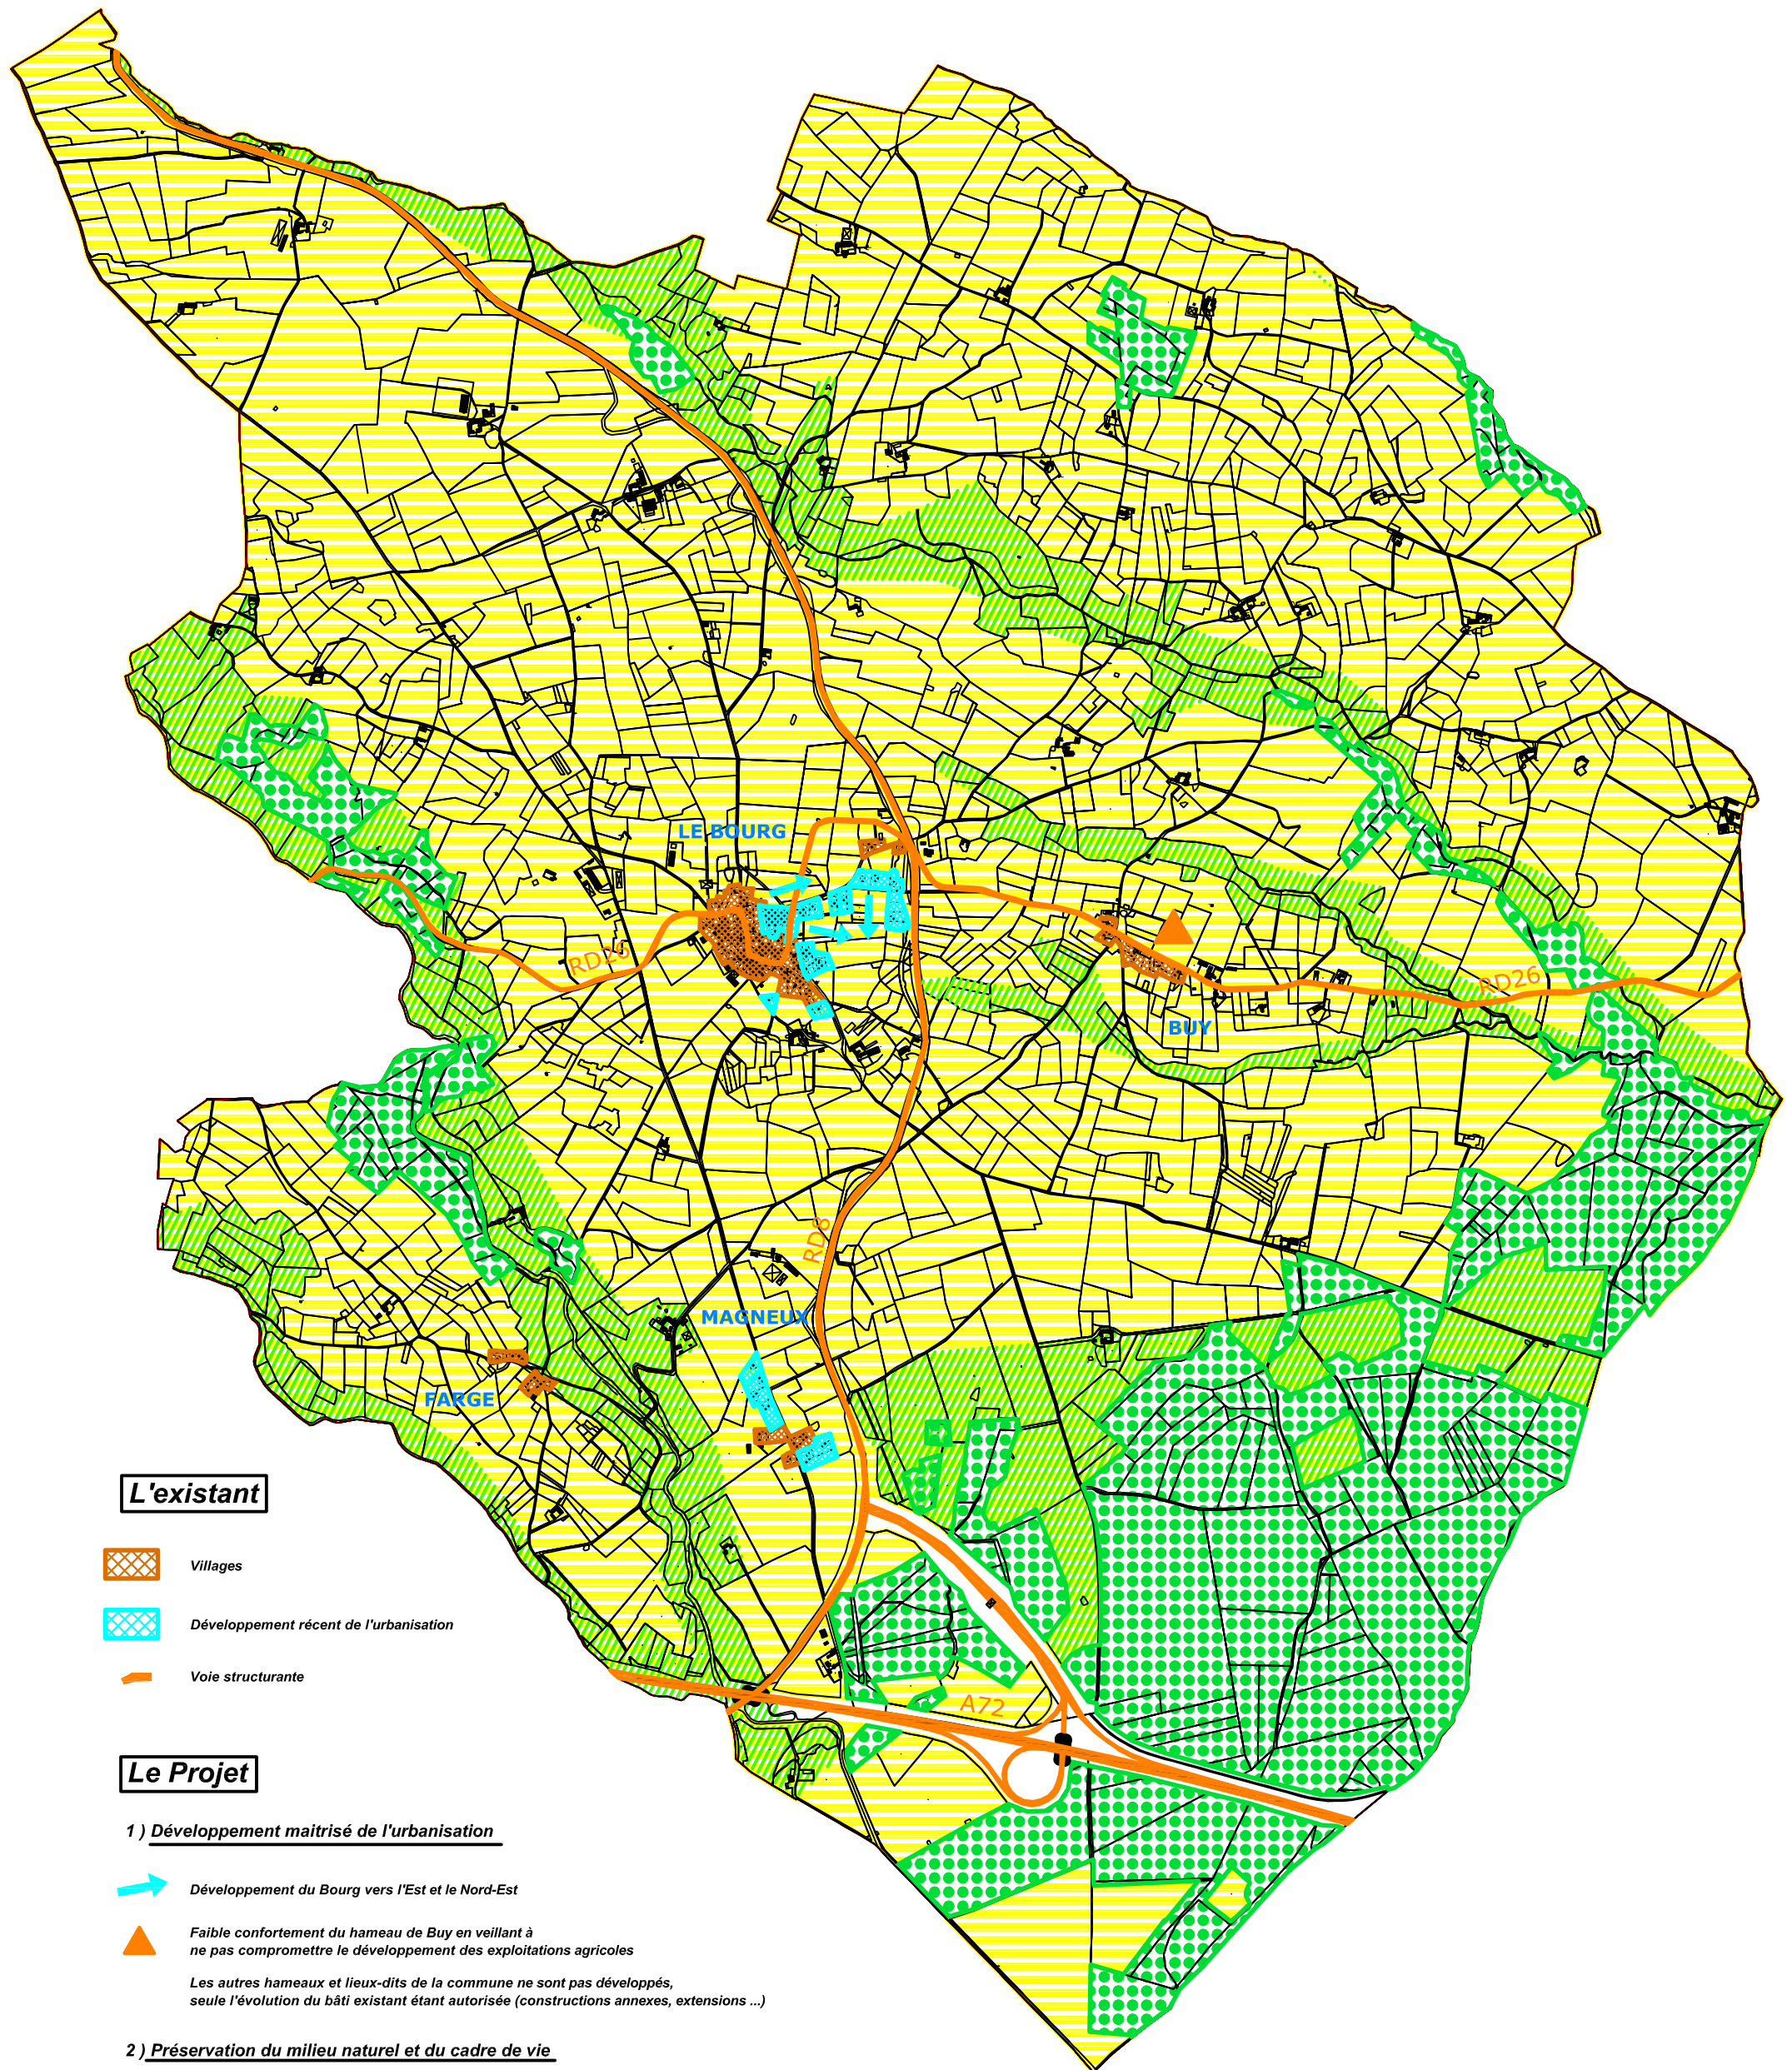 LE BOURG
RD26
RD26
BUY
RD8
MAGNEUX
FARGE
A72
L'existant
Villages
Développement récent de l'urbanisation
Voie structurante
Le Projet
1 ) Développement maitrisé de l'urbanisation
Développement du Bourg vers l'Est et le Nord-Est
Faible confortement du hameau de Buy en veillant à
ne pas compromettre le développement des exploitations agricoles
Les autres hameaux et lieux-dits de la commune ne sont pas développés,
seule l'évolution du bâti existant étant autorisée (constructions annexes, extensions ...)
2 ) Préservation du milieu naturel et du cadre de vie